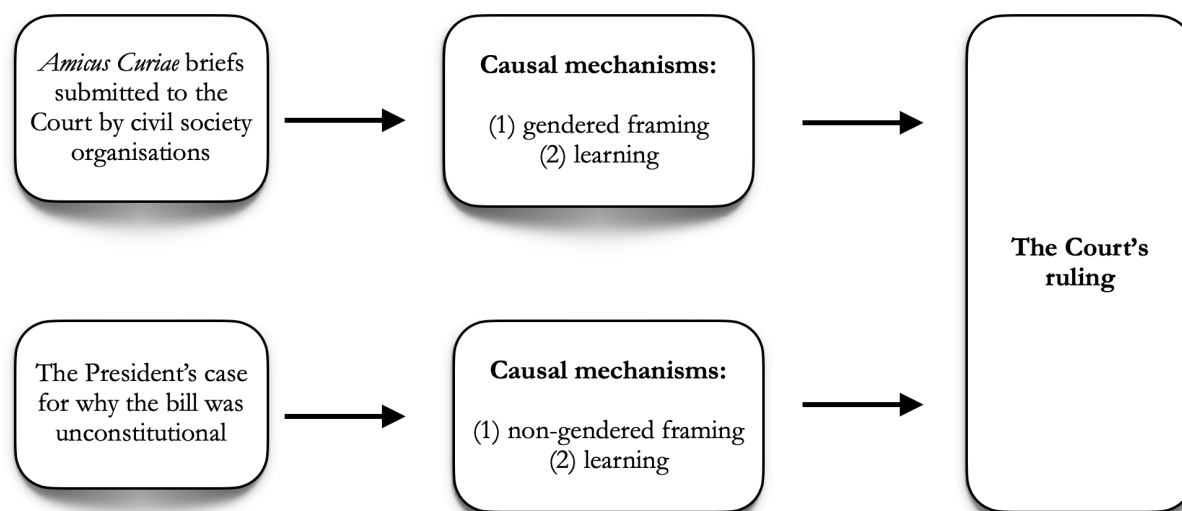 Amicus Curiae briefs
submitted to the
Court by civil society
organisations
Causal mechanisms:
(1) gendered framing
(2) learning
The President’s case
for why the bill was
unconstitutional
Causal mechanisms:
(1) non-gendered framing
(2) learning
The Court’s
ruling